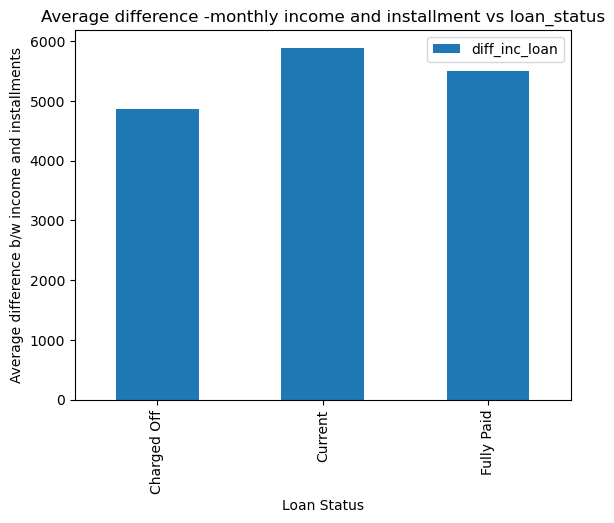 Average difference -monthly income and installment vs loan_status
diff_inc_loan
Average difference b/w income and installments
6000
5000
4000
3000
2000
1000
0
Charged Off
Current
Fully Paid
Loan Status